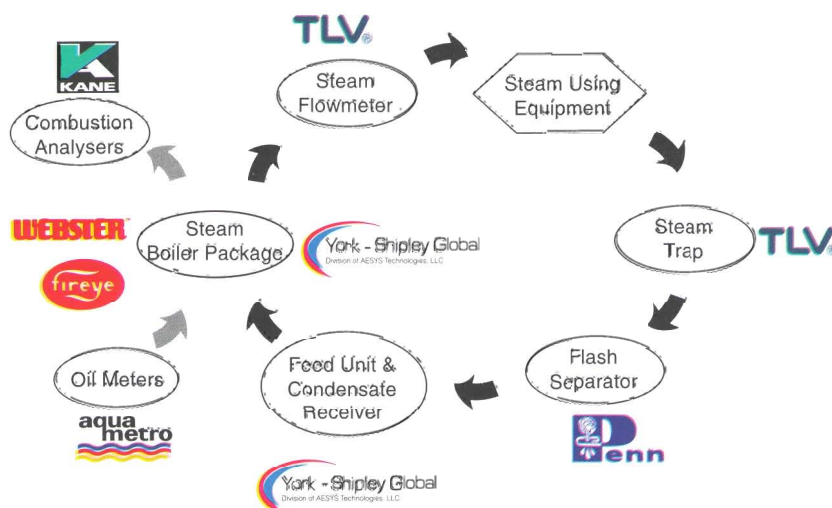 TLV®
KANE
Combustion
Analysers
Steam
Flowmeter
Steam Using
Equipment
WEBSTER™
fireye
Steam
Boiler Package
York - Shipley Global
Division of AESYS Technologies, LLC
Steam
Trap
TLV®
Oil Meters
aqua
metro
Feed Unit &
Condensate
Receiver
Flash
Separator
Penn
York - Shipley Global
Division of AESYS Technologies, LLC